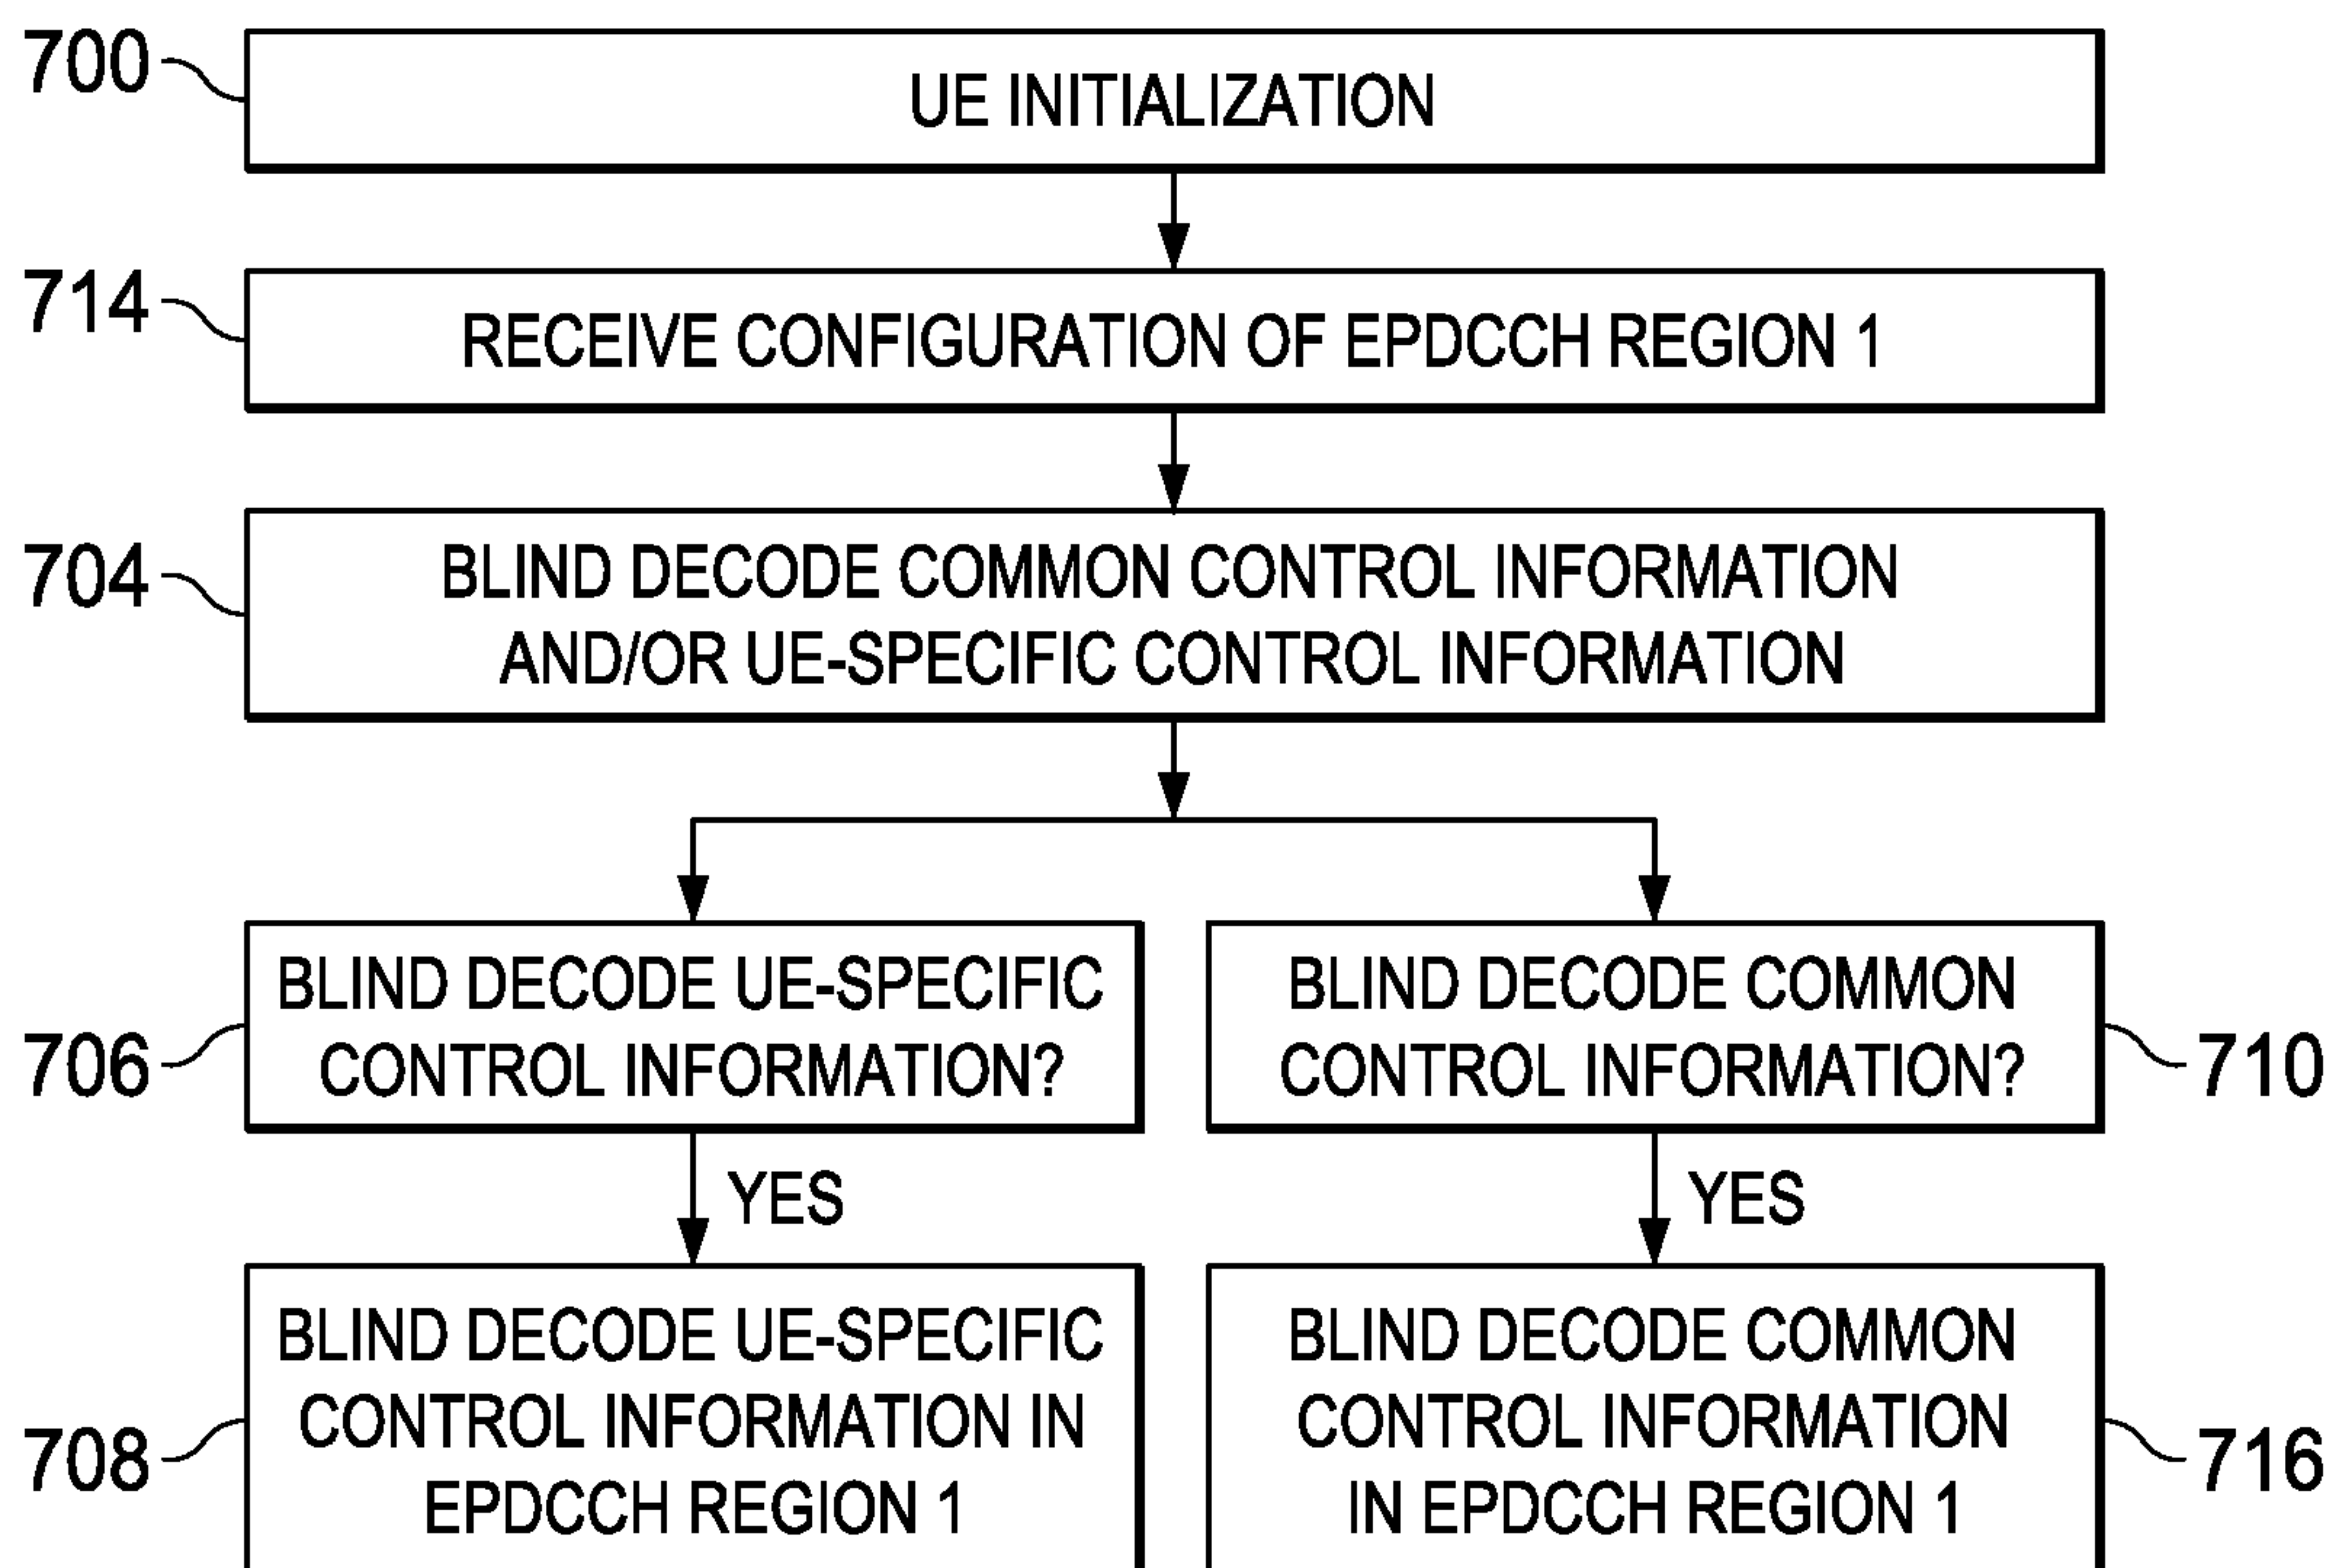 700
UE INITIALIZATION
714
RECEIVE CONFIGURATION OF EPDCCH REGION 1
704
BLIND DECODE COMMON CONTROL INFORMATION
AND/OR UE-SPECIFIC CONTROL INFORMATION
706
BLIND DECODE UE-SPECIFIC
CONTROL INFORMATION?
BLIND DECODE COMMON
CONTROL INFORMATION?
710
YES
YES
708
BLIND DECODE UE-SPECIFIC
CONTROL INFORMATION IN
EPDCCH REGION 1
BLIND DECODE COMMON
CONTROL INFORMATION
IN EPDCCH REGION 1
716